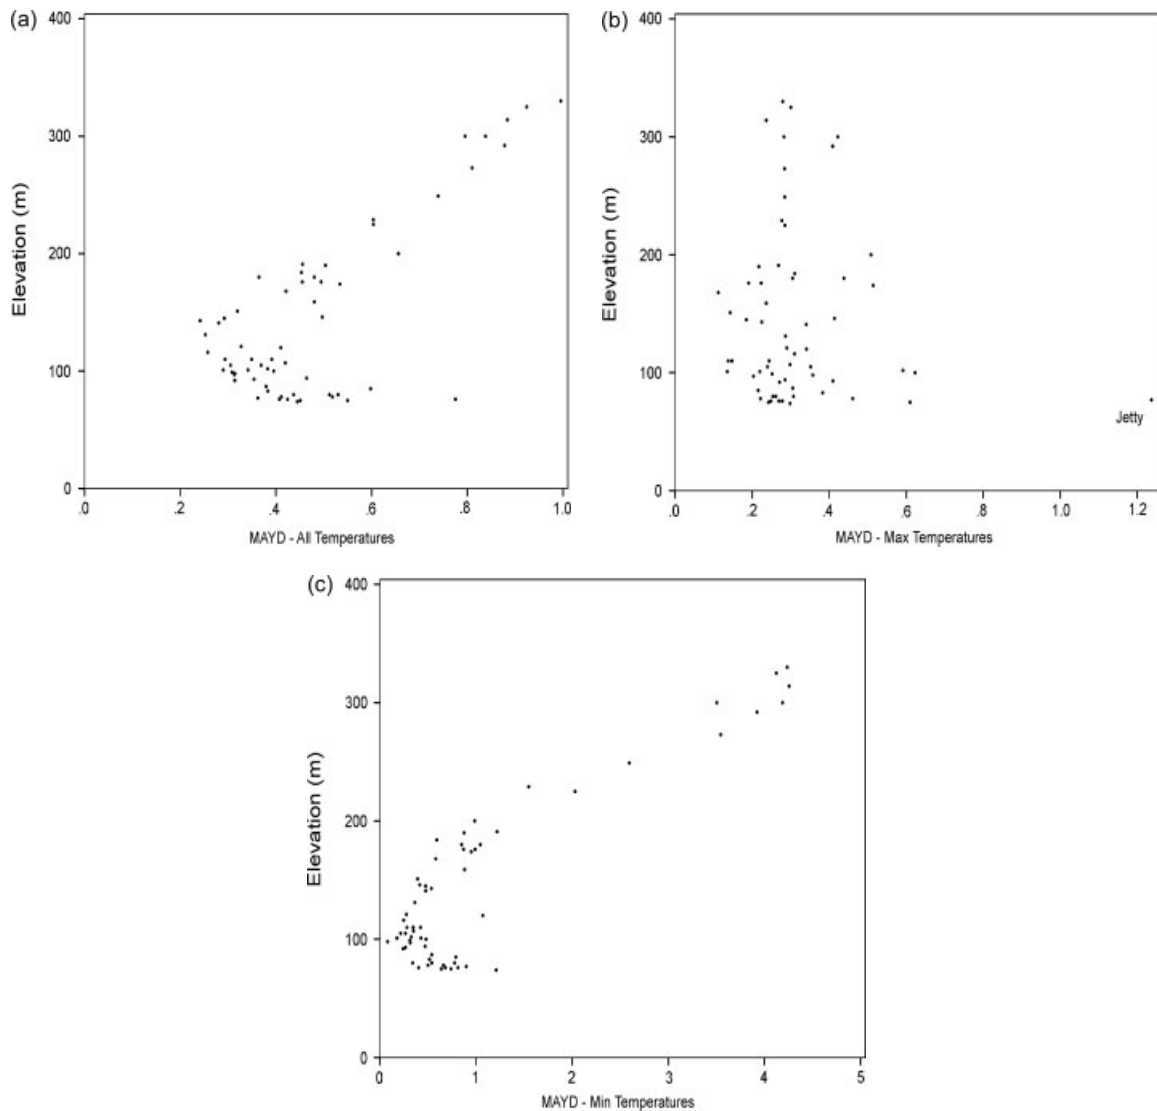 (a)
400
300
200
100
0
Elevation (m)
.0 .2 .4 .6 .8 1.0
MAYD - All Temperatures
(b)
400
300
200
100
0
Elevation (m)
Jetty
.0 .2 .4 .6 .8 1.0 1.2
MAYD - Max Temperatures
(c)
400
300
200
100
0
Elevation (m)
0 1 2 3 4 5
MAYD - Min Temperatures